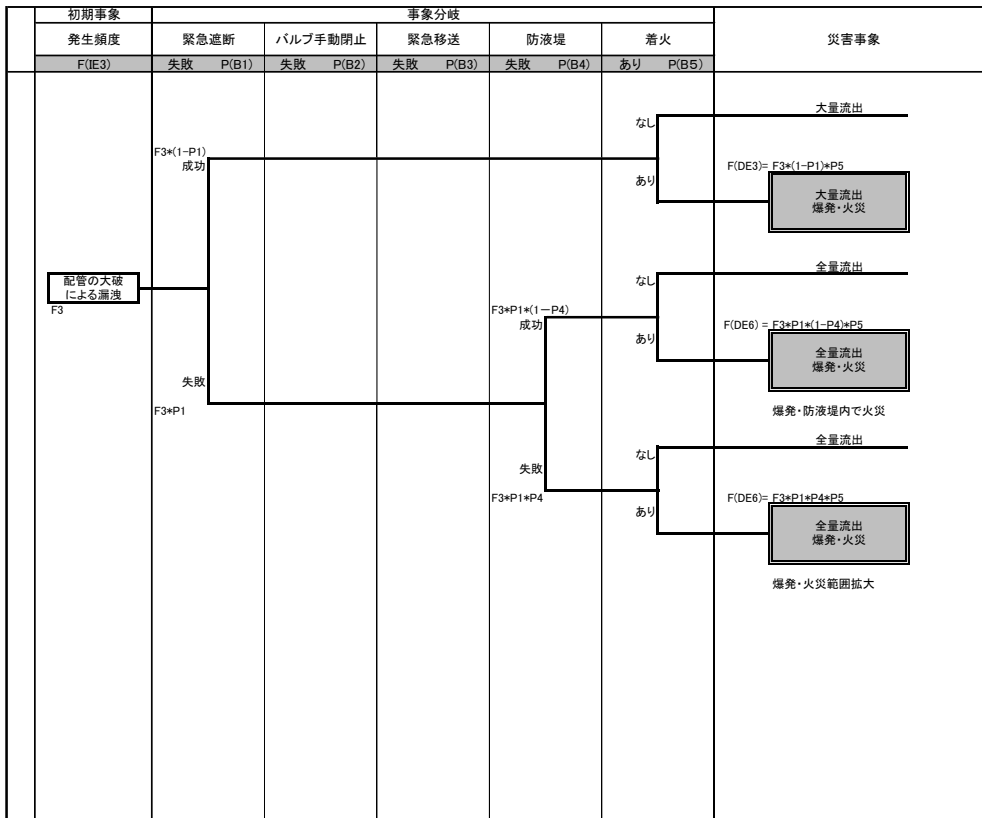 初期事象
事象分岐
発生頻度
緊急遮断
バルブ手動閉止
緊急移送
防液堤
着火
災害事象
F(IE3)
失敗 P(B1)
失敗 P(B2)
失敗 P(B3)
失敗 P(B4)
あり P(B5)
大量流出
なし
F3*(1-P1)
成功
F(DE3)= F3*(1-P1)*P5
あり
大量流出
爆発・火災
全量流出
配管の大破
による漏洩
なし
F3
F3*P1*(1-P4)
成功
F(DE6) = F3*P1*(1-P4)*P5
あり
全量流出
爆発・火災
失敗
F3*P1
爆発・防液堤内で火災
全量流出
なし
失敗
F3*P1*P4
F(DE6)= F3*P1*P4*P5
あり
全量流出
爆発・火災
爆発・火災範囲拡大